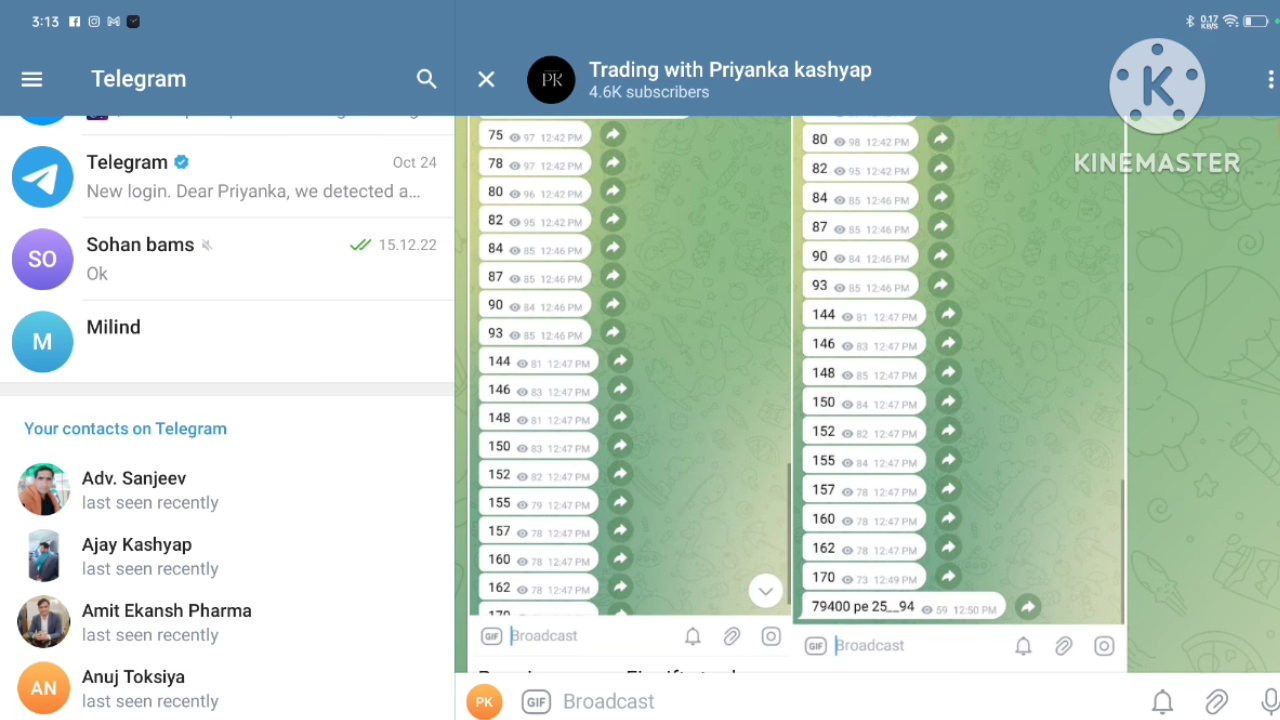 3:13
0.17
KB/S
Telegram
Trading with Priyanka kashyap
4.6K subscribers
PK
K
KINEMASTER
Telegram
Oct 24
New login. Dear Priyanka, we detected a...
SO
Sohan bams
15.12.22
Ok
M
Milind
Your contacts on Telegram
Adv. Sanjeev
last seen recently
Ajay Kashyap
last seen recently
Amit Ekansh Pharma
last seen recently
AN
Anuj Toksiya
last seen recently
75 97 12:42 PM
78 97 12:42 PM
80 96 12:42 PM
82 95 12:42 PM
84 85 12:46 PM
87 85 12:46 PM
90 84 12:46 PM
93 85 12:46 PM
144 81 12:47 PM
146 83 12:47 PM
148 81 12:47 PM
150 83 12:47 PM
152 82 12:47 PM
155 79 12:47 PM
157 78 12:47 PM
160 78 12:47 PM
162 78 12:47 PM
GIF Broadcast
80 98 12:42 PM
82 95 12:42 PM
84 85 12:46 PM
87 85 12:46 PM
90 84 12:46 PM
93 85 12:46 PM
144 81 12:47 PM
146 83 12:47 PM
148 85 12:47 PM
150 84 12:47 PM
152 82 12:47 PM
155 84 12:47 PM
157 78 12:47 PM
160 78 12:47 PM
162 78 12:47 PM
170 73 12:49 PM
79400 pe 25__94 59 12:50 PM
GIF Broadcast
PK
GIF Broadcast